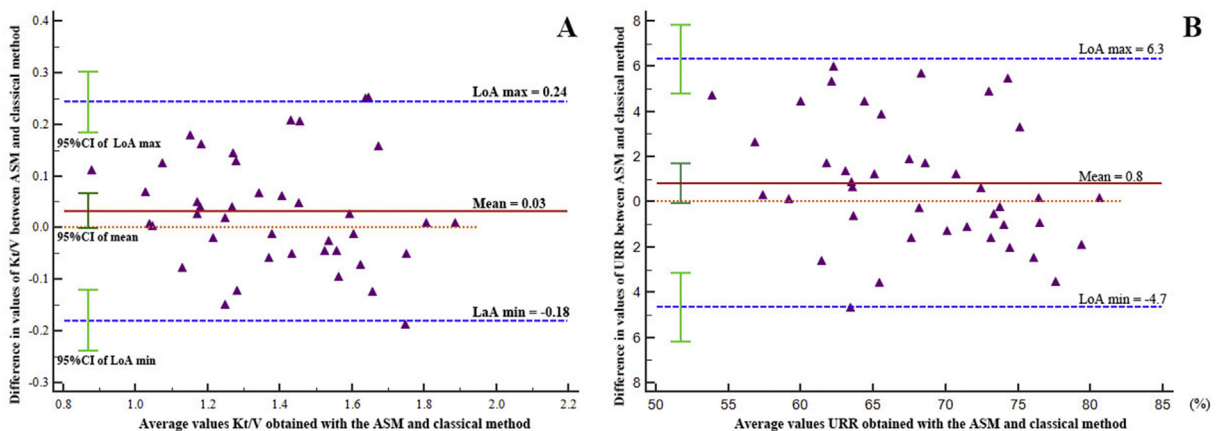 A
Difference in values of Kt/V between ASM and classical method
0.4
0.3
0.2
0.1
0.0
-0.1
-0.2
-0.3
LoA max = 0.24
95%CI of LoA max
Mean = 0.03
95%CI of mean
LaA min = -0.18
95%CI of LoA min
0.8 1.0 1.2 1.4 1.6 1.8 2.0 2.2
Average values Kt/V obtained with the ASM and classical method
B
Difference in values of URR between ASM and classical method
8
6
4
2
0
2
4
6
8
LoA max = 6.3
Mean = 0.8
LoA min = -4.7
50 55 60 65 70 75 80 85 (%)
Average values URR obtained with the ASM and classical method